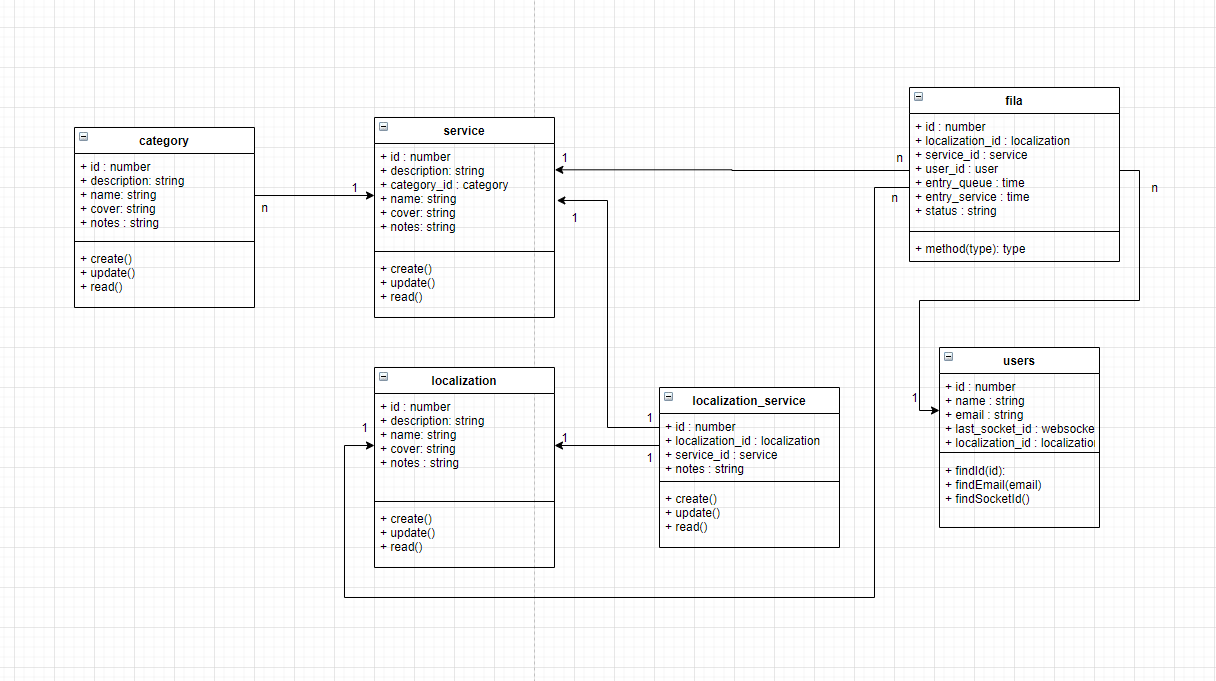 category
+ id : number
+ description: string
+ name: string
+ cover: string
+ notes : string
+ create()
+ update()
+ read()
1
n
service
+ id : number
+ description: string
+ category_id : category
+ name: string
+ cover: string
+ notes: string
+ create()
+ update()
+ read()
1
1
n
n
fila
+ id : number
+ localization_id : localization
+ service_id : service
+ user_id : user
+ entry_queue : time
+ entry_service : time
+ status : string
+ method(type): type
n
localization
+ id : number
+ description: string
+ name: string
+ cover: string
+ notes : string
+ create()
+ update()
+ read()
1
1
1
1
localization_service
+ id : number
+ localization_id : localization
+ service_id : service
+ notes : string
+ create()
+ update()
+ read()
1
users
+ id : number
+ name : string
+ email : string
+ last_socket_id : websocke
+ localization_id : localizatio
+ findId(id):
+ findEmail(email)
+ findSocketId()